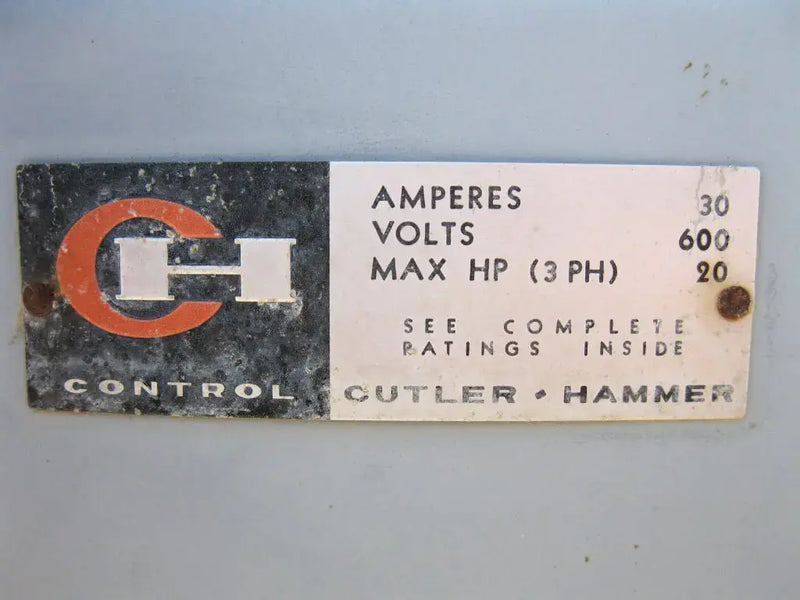 CH
CONTROL
AMPERES 30
VOLTS 600
MAX HP (3 PH) 20
SEE COMPLETE
RATINGS INSIDE
CUTLER • HAMMER